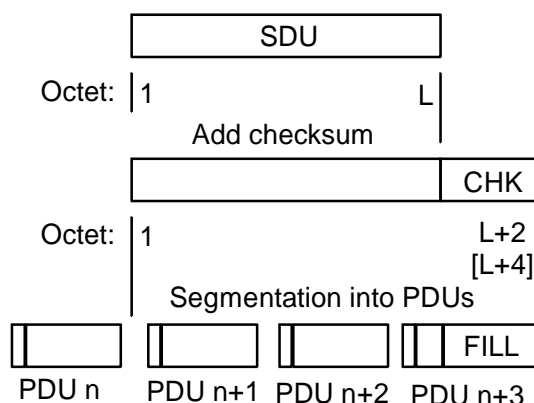 SDU
Octet: 1 L
Add checksum
CHK
Octet: 1 L+2
[L+4]
Segmentation into PDUs
FILL
PDU n PDU n+1 PDU n+2 PDU n+3